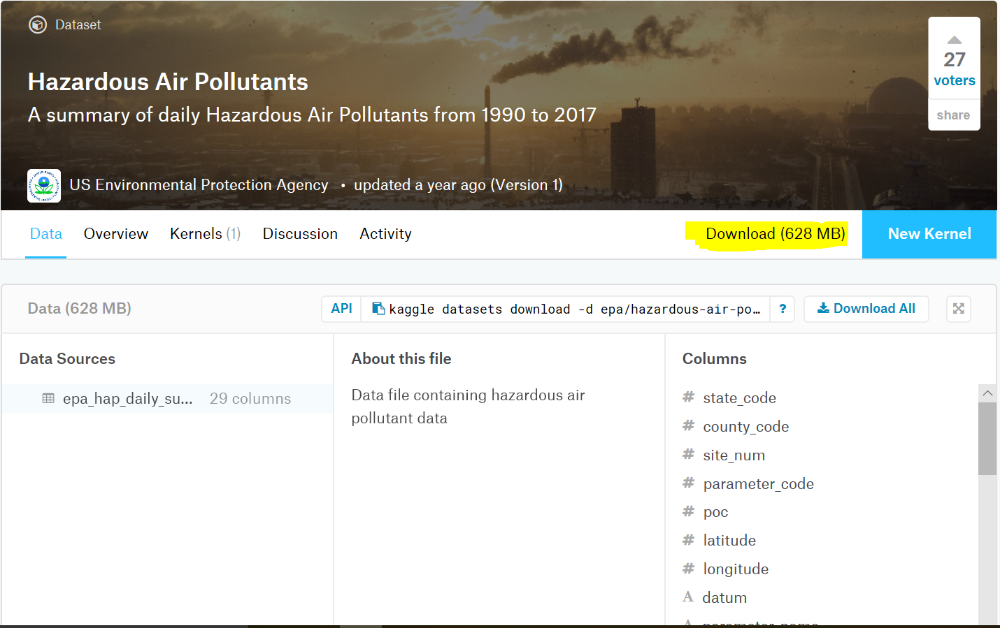 Dataset
27
voters
share
Hazardous Air Pollutants
A summary of daily Hazardous Air Pollutants from 1990 to 2017
US Environmental Protection Agency • updated a year ago (Version 1)
Data Overview Kernels (1) Discussion Activity Download (628 MB) New Kernel
Data (628 MB) API kaggle datasets download -d epa/hazardous-air-po… ? Download All
Data Sources
epa_hap_daily_su... 29 columns
About this file
Data file containing hazardous air
pollutant data
Columns
# state_code
# county_code
# site_num
# parameter_code
# poc
# latitude
# longitude
A datum
A parameter_name